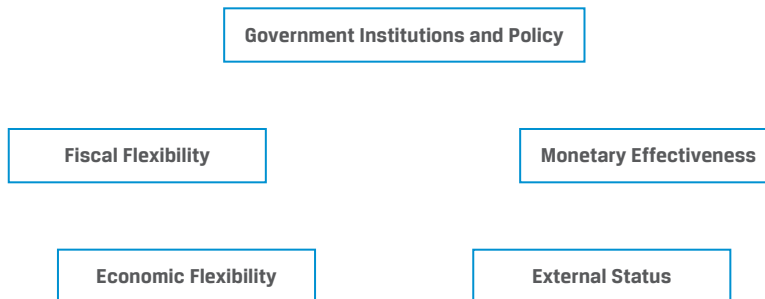 Government Institutions and Policy
Fiscal Flexibility
Monetary Effectiveness
Economic Flexibility
External Status